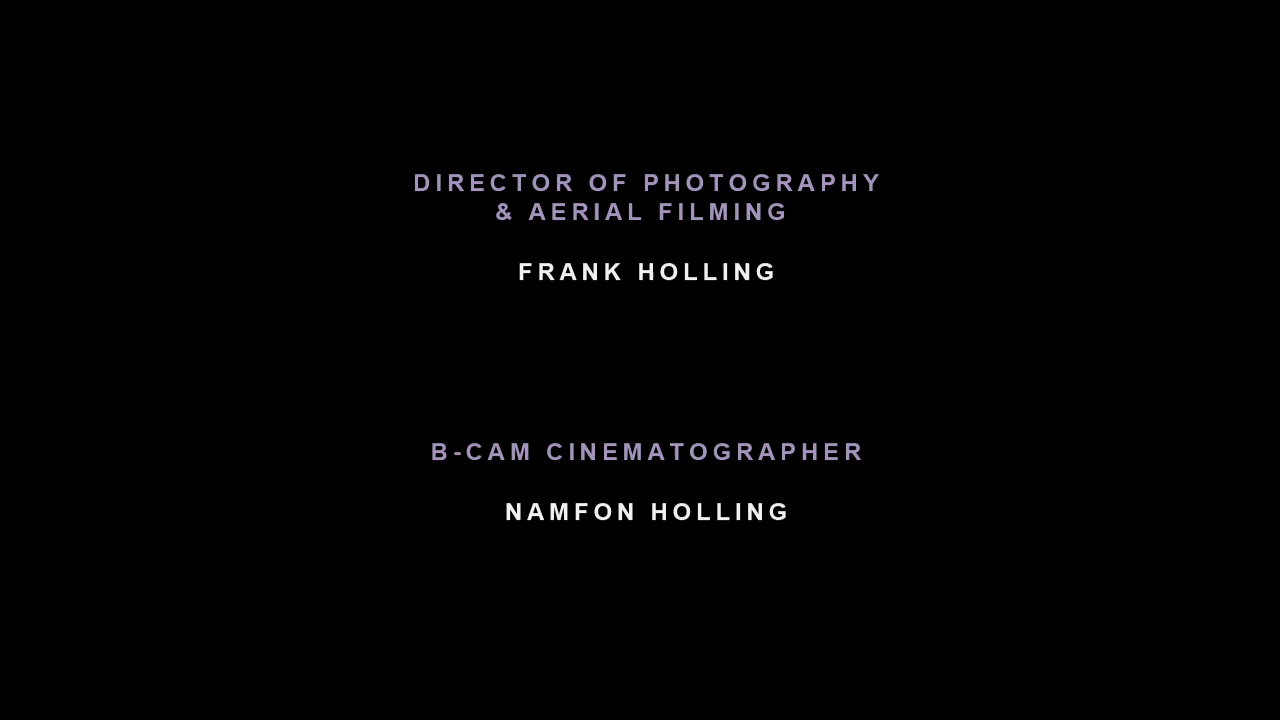 DIRECTOR OF PHOTOGRAPHY
& AERIAL FILMING
FRANK HOLLING
B-CAM CINEMATOGRAPHER
NAMFON HOLLING